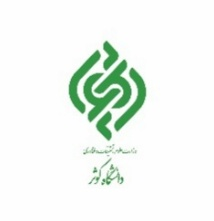 وزارت علوم، تحقیقات و فناوری
دانشگاه کوثر